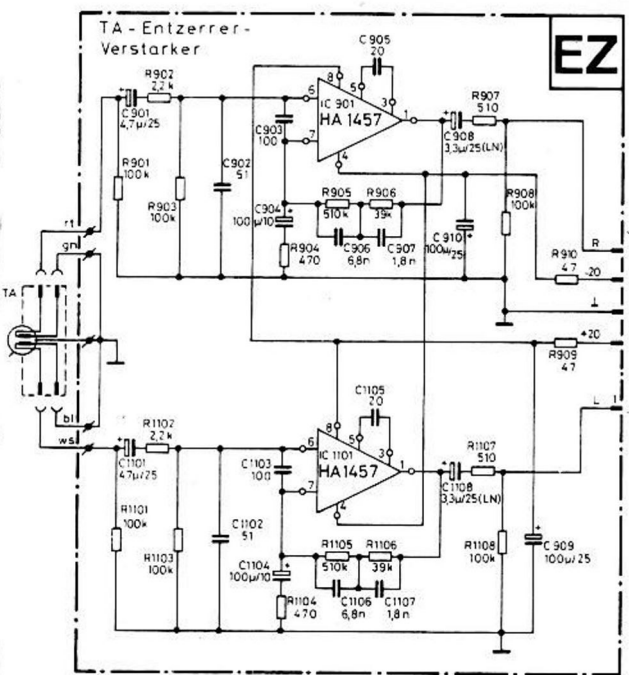 TA-Entzerrer-
Verstarker
EZ
C905
20
R902
2,2k
C901
4,7μ/25
R901
100k
R903
100k
C902
51
C903
100
8
5
6
3
7
4
1
IC 901
HA 1457
C908
3,3μ/25(LN)
R907
510
R908
100k
R905
510k
R906
39k
C904
100μ/10
R904
470
C906
6,8n
C907
1,8n
C910
100μ/25
R910
47
R
-20
⊥
+20
R909
47
L
1
rt
gn
TA
bl
ws
C1105
20
R1102
2,2k
C1101
47μ/25
R1101
100k
R1103
100k
C1102
51
C1103
100
8
5
6
3
7
4
1
IC 1101
HA 1457
C1108
3,3μ/25(LN)
R1107
510
R1108
100k
C909
100μ/25
R1105
510k
R1106
39k
C1104
100μ/10
R1104
470
C1106
6,8n
C1107
1,8n